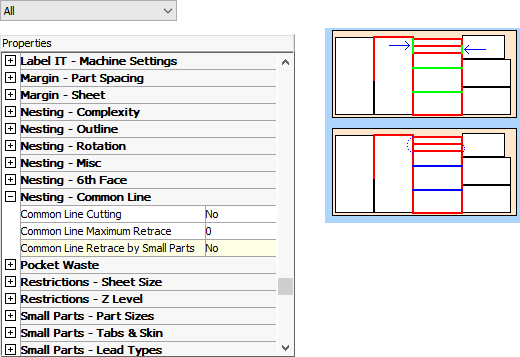 All
Properties
Label IT - Machine Settings
Margin - Part Spacing
Margin - Sheet
Nesting - Complexity
Nesting - Outline
Nesting - Rotation
Nesting - Misc
Nesting - 6th Face
Nesting - Common Line
Common Line Cutting No
Common Line Maximum Retrace 0
Common Line Retrace by Small Parts No
Pocket Waste
Restrictions - Sheet Size
Restrictions - Z Level
Small Parts - Part Sizes
Small Parts - Tabs & Skin
Small Parts - Lead Types